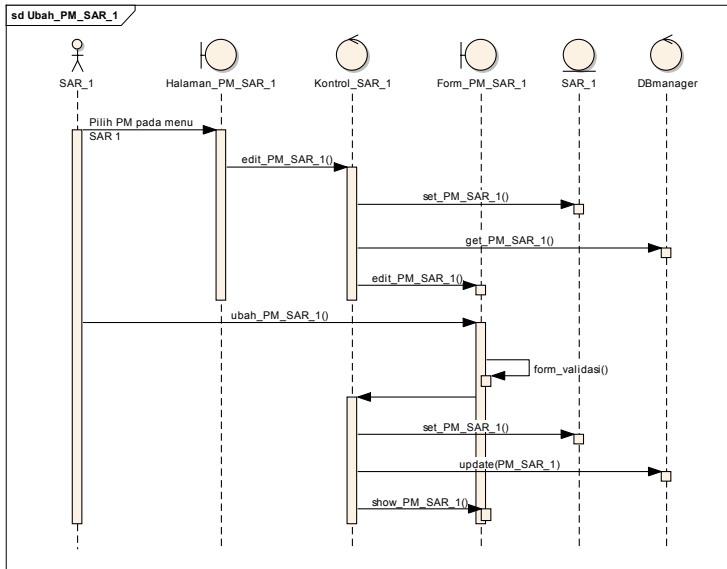 sd Ubah_PM_SAR_1
SAR_1
Halaman_PM_SAR_1
Kontrol_SAR_1
Form_PM_SAR_1
SAR_1
DBmanager
Pilih PM pada menu
SAR 1
edit_PM_SAR_1()
set_PM_SAR_1()
get_PM_SAR_1()
edit_PM_SAR_1()
ubah_PM_SAR_1()
form_validasi()
set_PM_SAR_1()
update(PM_SAR_1)
show_PM_SAR_1()